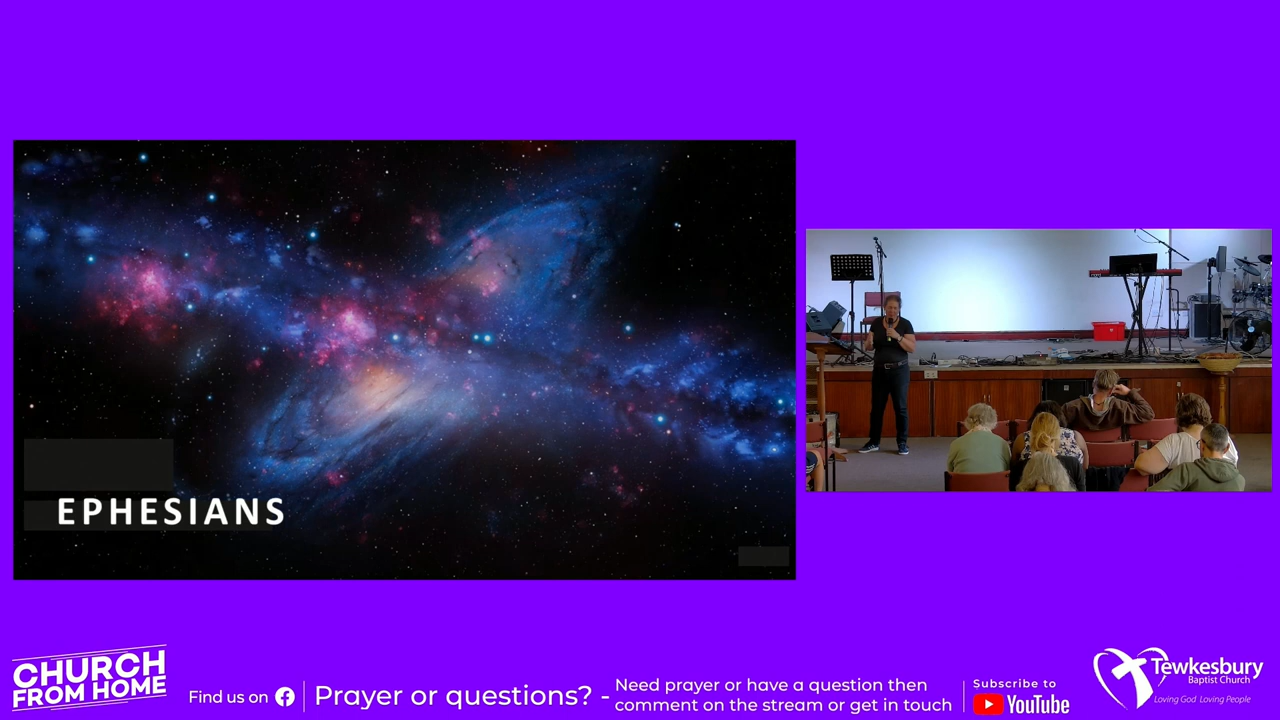 EPHESIANS
CHURCH
FROM HOME
Find us on
Prayer or questions? -
Need prayer or have a question then
comment on the stream or get in touch
Subscribe to
YouTube
Tewkesbury
Baptist Church
Loving God Loving People